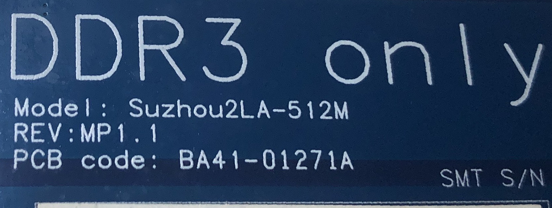 DDR3 only
Model: Suzhou2LA-512M
REV:MP1.1
PCB code: BA41-01271A
SMT S/N